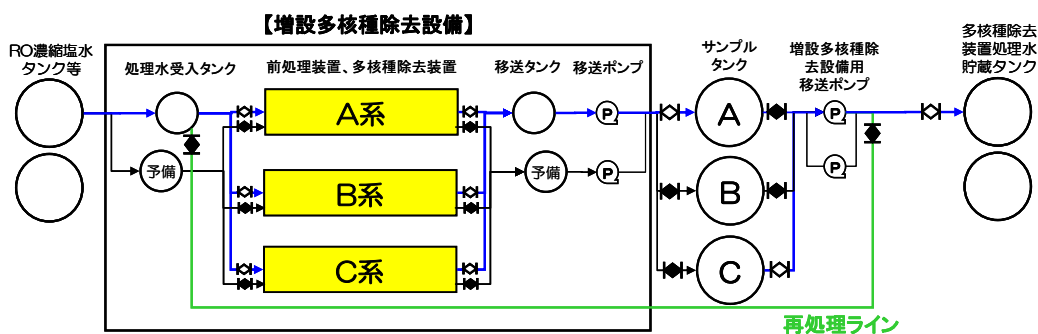 【増設多核種除去設備】
RO濃縮塩水
タンク等
処理水受入タンク
前処理装置、多核種除去装置
移送タンク
移送ポンプ
サンプル
タンク
増設多核種除
去設備用
移送ポンプ
多核種除去
装置処理水
貯蔵タンク
A系
P
A
P
予備
予備
P
P
B系
B
C系
C
再処理ライン